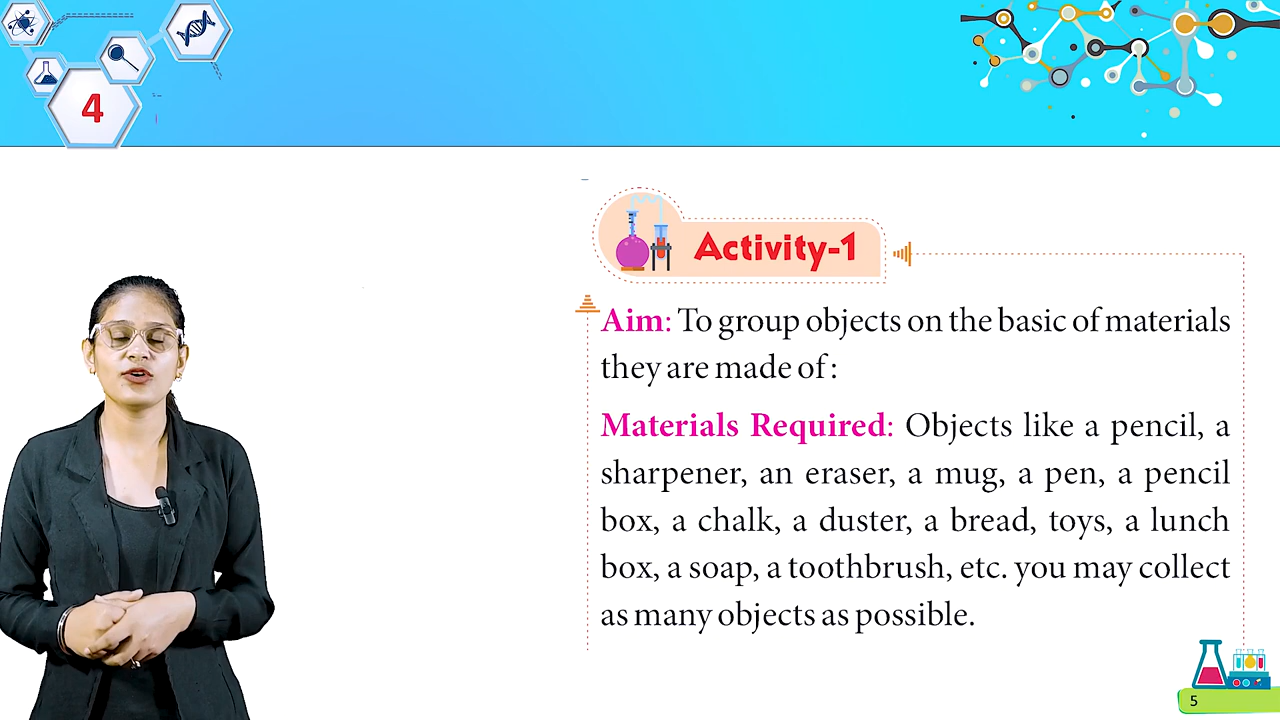 4
Activity-1
Aim: To group objects on the basic of materials
they are made of :
Materials Required: Objects like a pencil, a
sharpener, an eraser, a mug, a pen, a pencil
box, a chalk, a duster, a bread, toys, a lunch
box, a soap, a toothbrush, etc. you may collect
as many objects as possible.
5